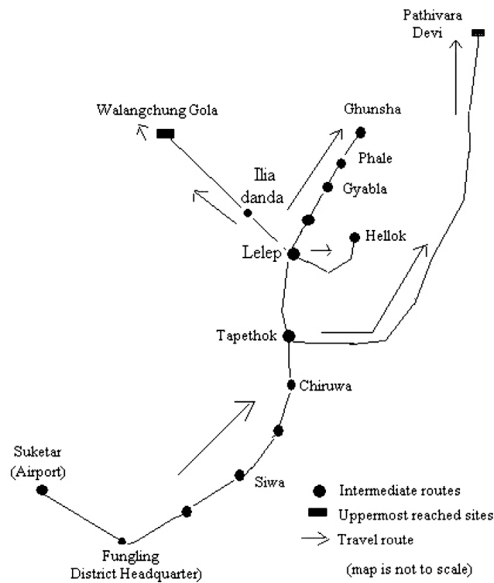 Pathivara
Devi
Walangchung Gola
Ghunsha
Phale
Ilia
danda
Gyabla
Hellok
Lelep
Tapethok
Chiruwa
Suketar
(Airport)
Siwa
Fungling
District Headquarter)
Intermediate routes
Uppermost reached sites
Travel route
(map is not to scale)